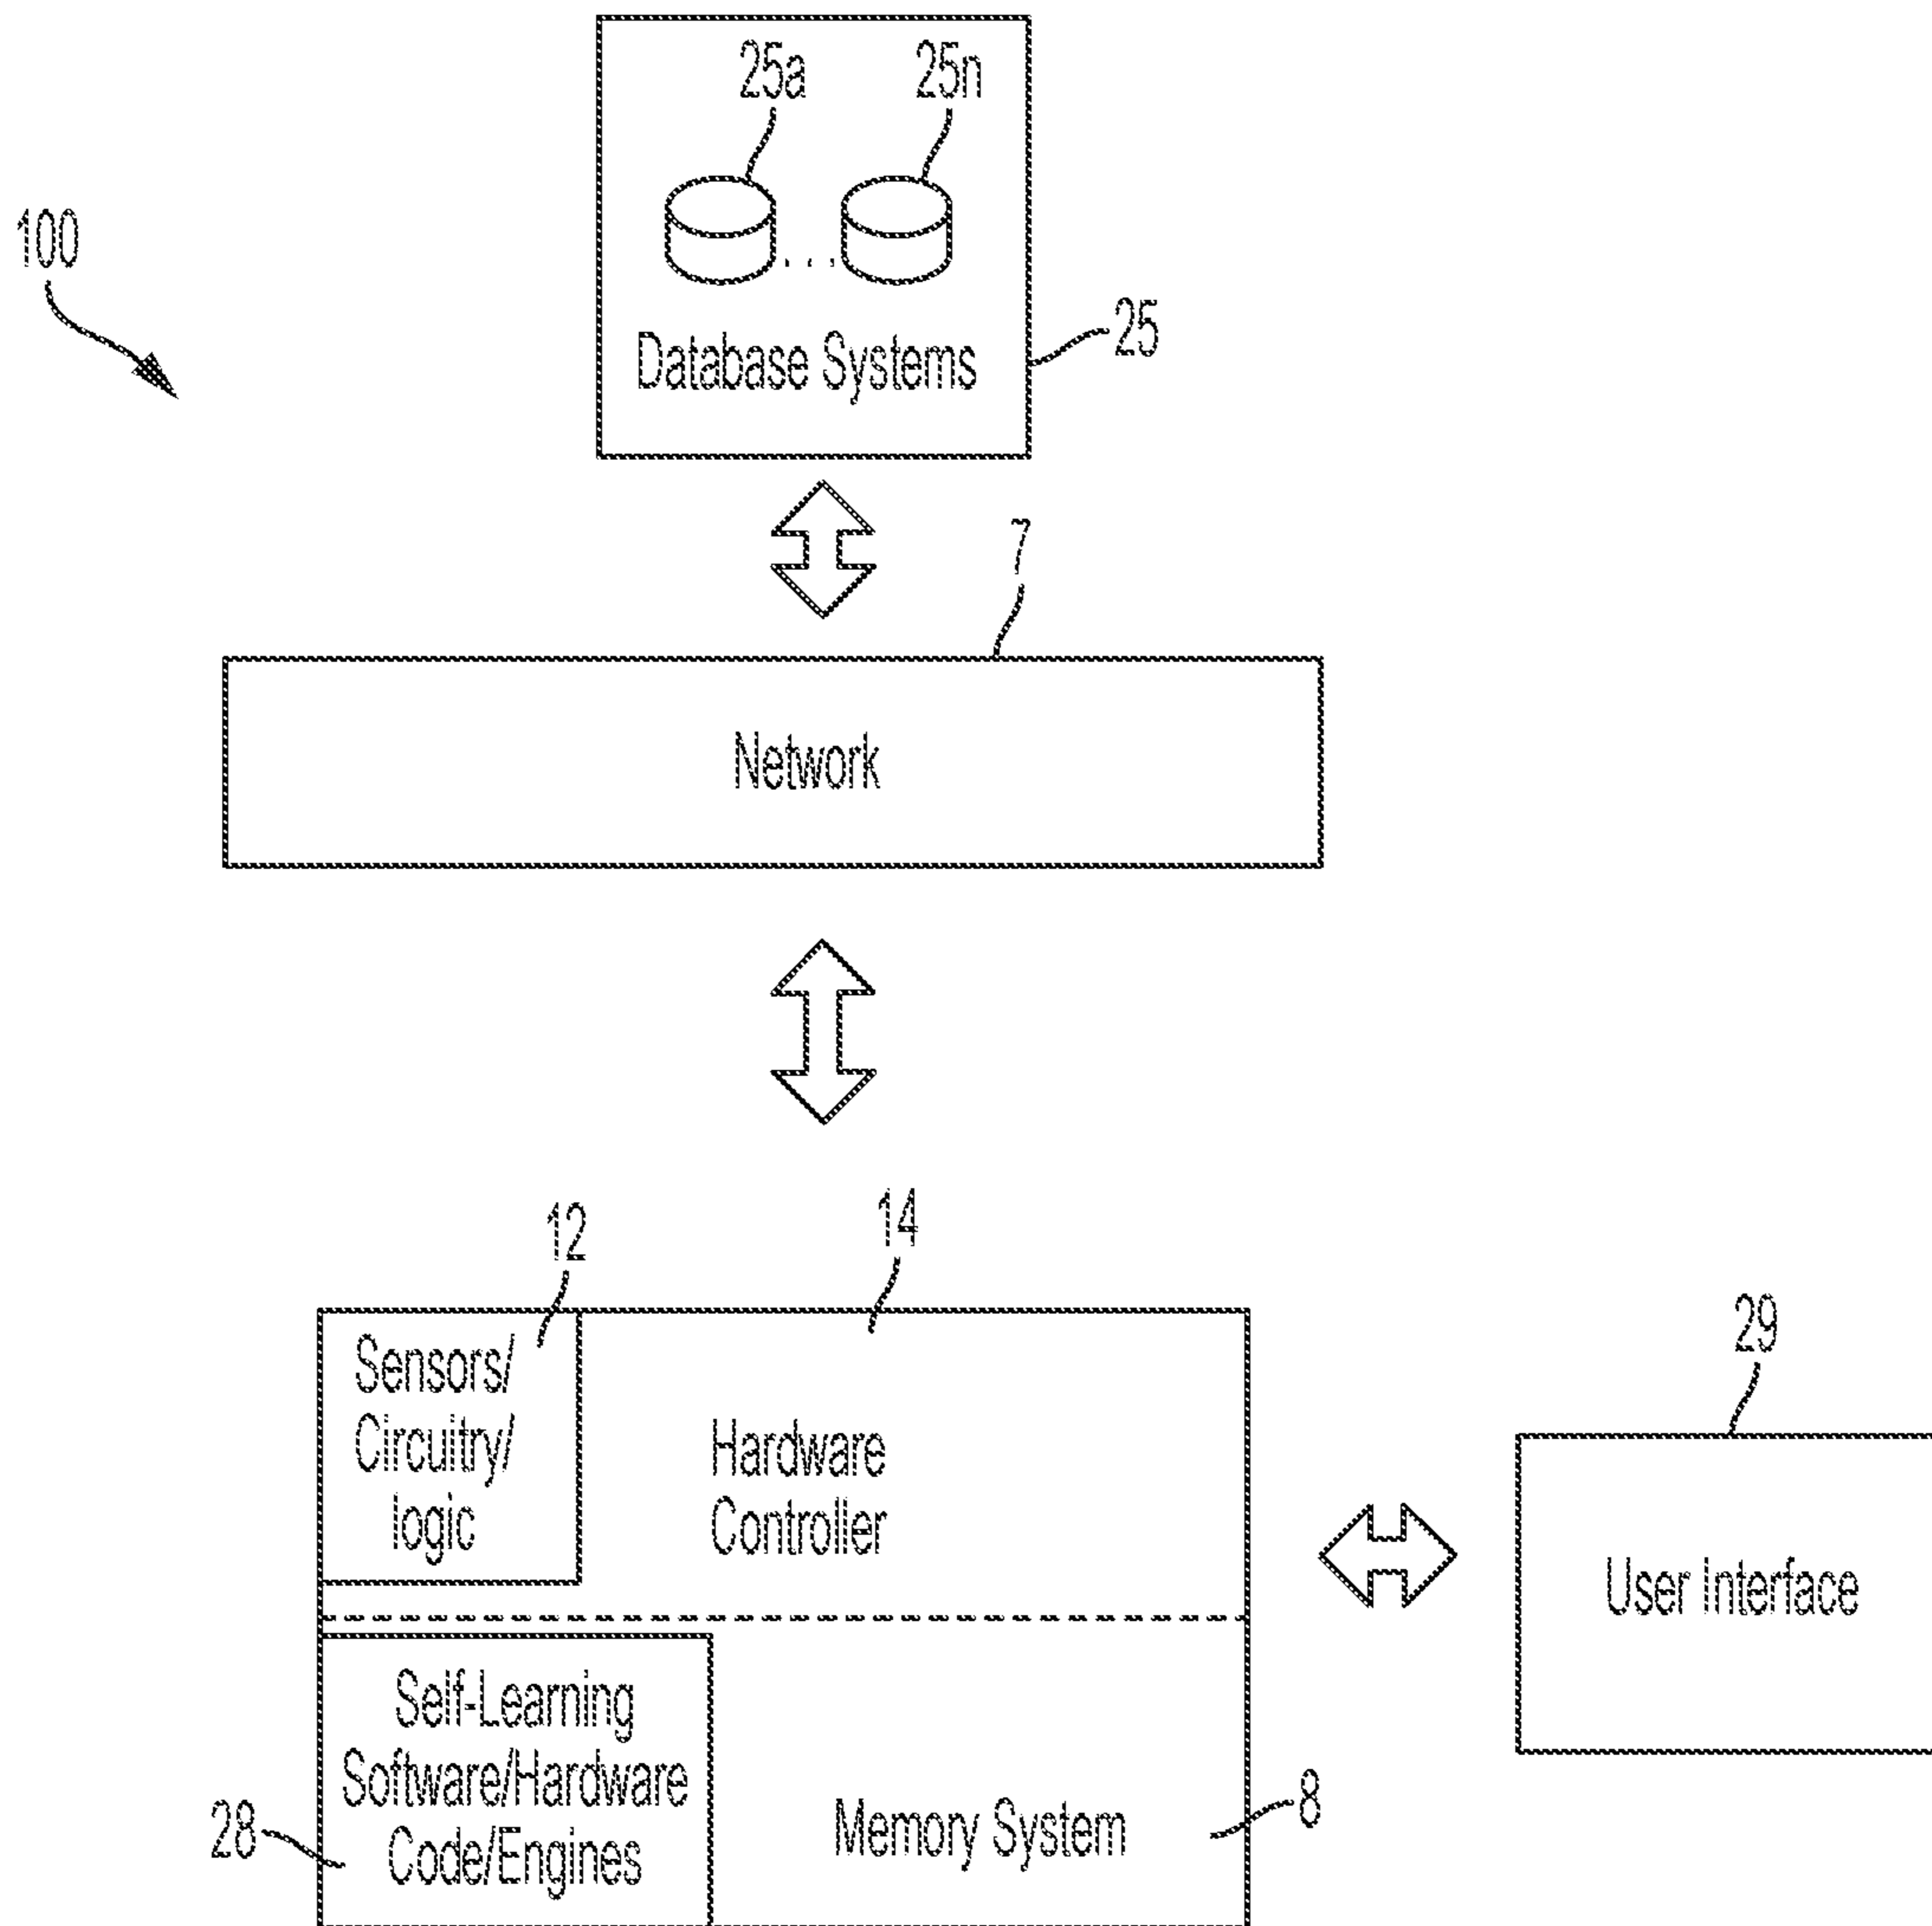 25a 25n
100
25
Database Systems
7
Network
12
14
Sensors/
Circuitry/
logic
Hardware
Controller
29
User Interface
Self-Learning
Software/Hardware
Code/Engines
28
Memory System
8